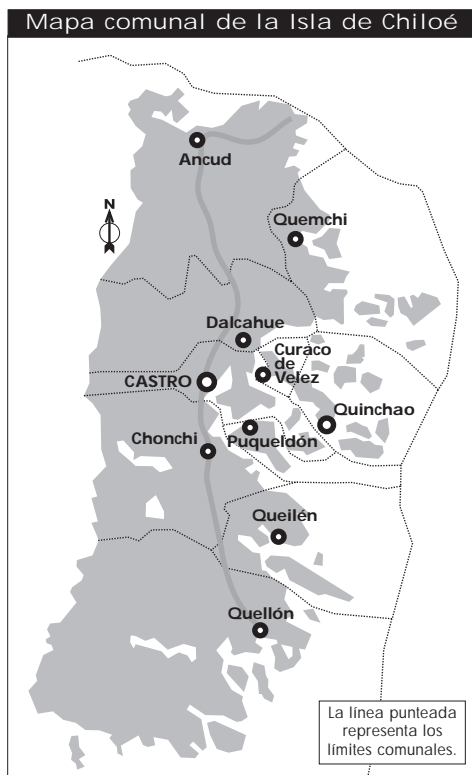 Mapa comunal de la Isla de Chiloé
Ancud
N
Quemchi
Dalcahue
Curaco
de
Velez
CASTRO
Quinchao
Chonchi
Puqueldón
Queilén
Quellón
La línea punteada
representa los
límites comunales.